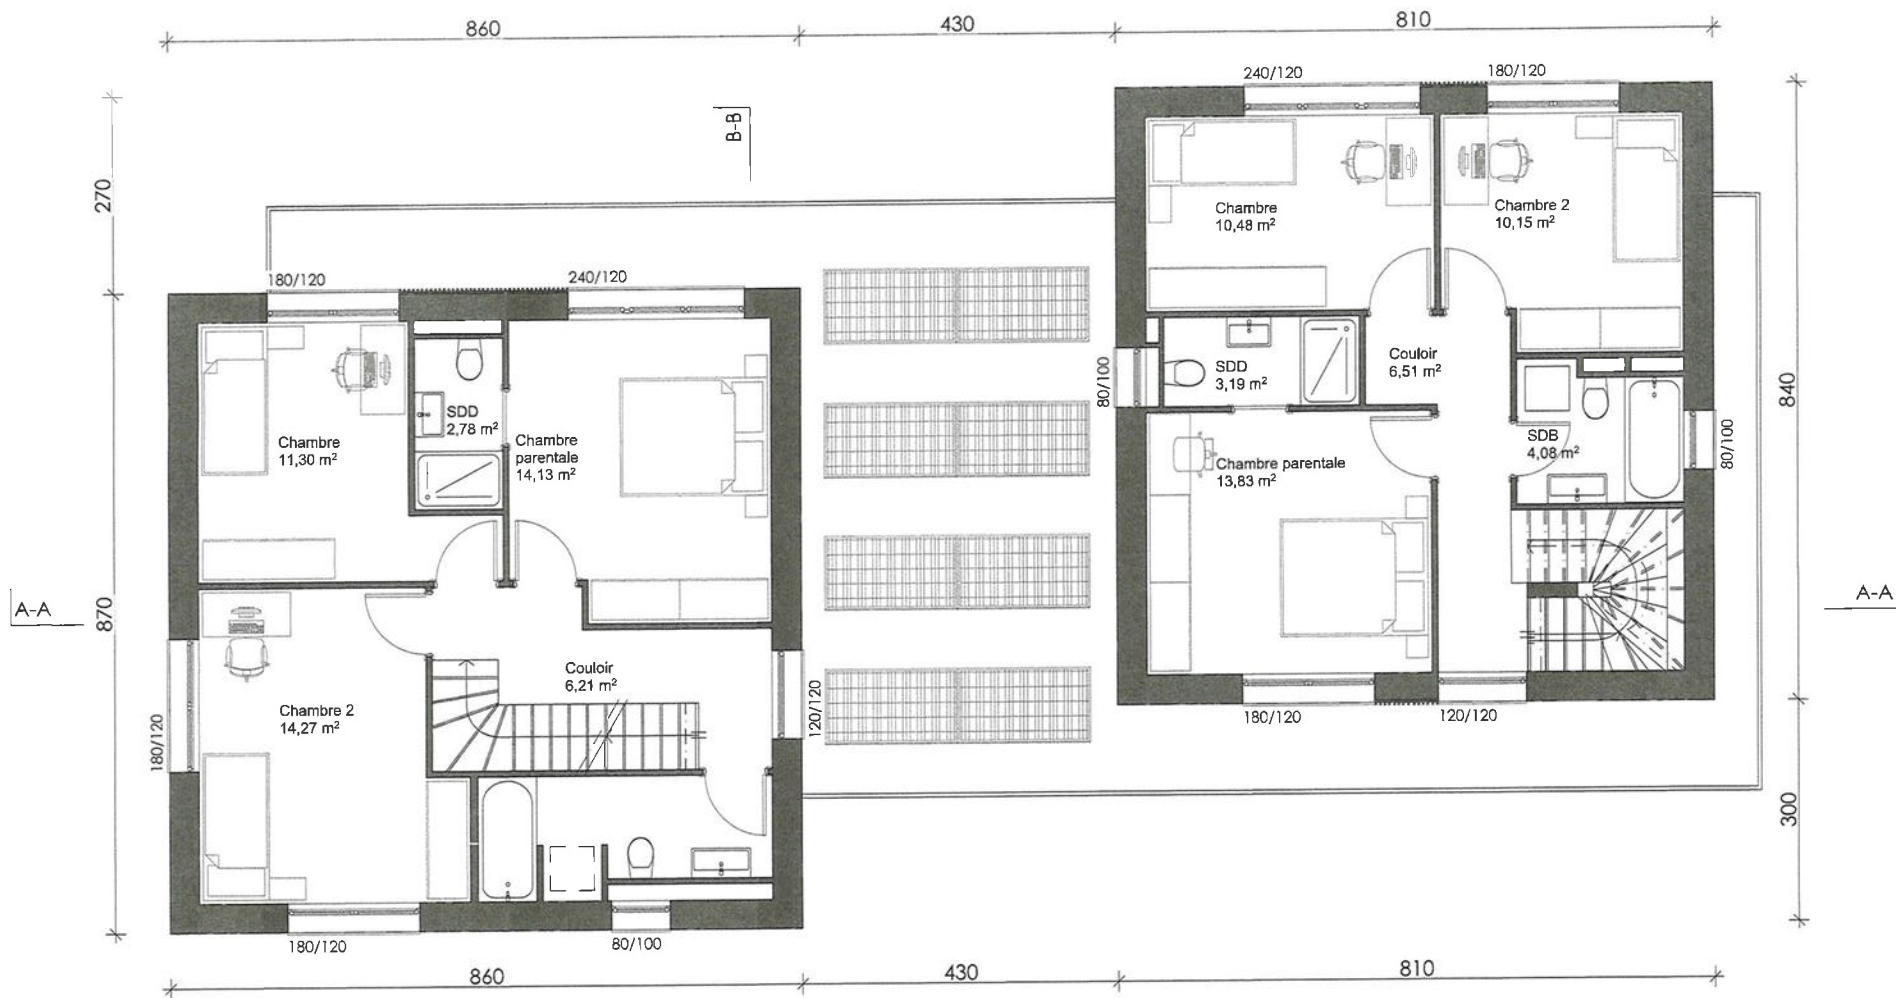 860
430
810
240/120
180/120
B-B
270
Chambre
10,48 m²
Chambre 2
10,15 m²
180/120
240/120
Couloir
6,51 m²
SDD
3,19 m²
80/100
840
SDD
2,78 m²
Chambre
11,30 m²
Chambre
parentale
14,13 m²
SDB
4,08 m²
80/100
Chambre parentale
13,83 m²
A-A
870
A-A
Couloir
6,21 m²
Chambre 2
14,27 m²
180/120
120/120
180/120
120/120
300
180/120
80/100
860
430
810